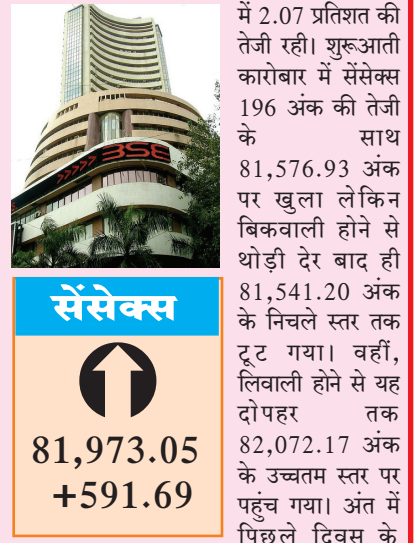 BSE
सेंसेक्स
81,973.05
+591.69
में 2.07 प्रतिशत की
तेजी रही। शुरूआती
कारोबार में सेंसेक्स
196 अंक की तेजी
के साथ
81,576.93 अंक
पर खुला लेकिन
बिकवाली होने से
थोड़ी देर बाद ही
81,541.20 अंक
के निचले स्तर तक
टूट गया। वहीं,
लिवाली होने से यह
दोपहर तक
82,072.17 अंक
के उच्चतम स्तर पर
पहुंच गया। अंत में
पिछले दिवस के